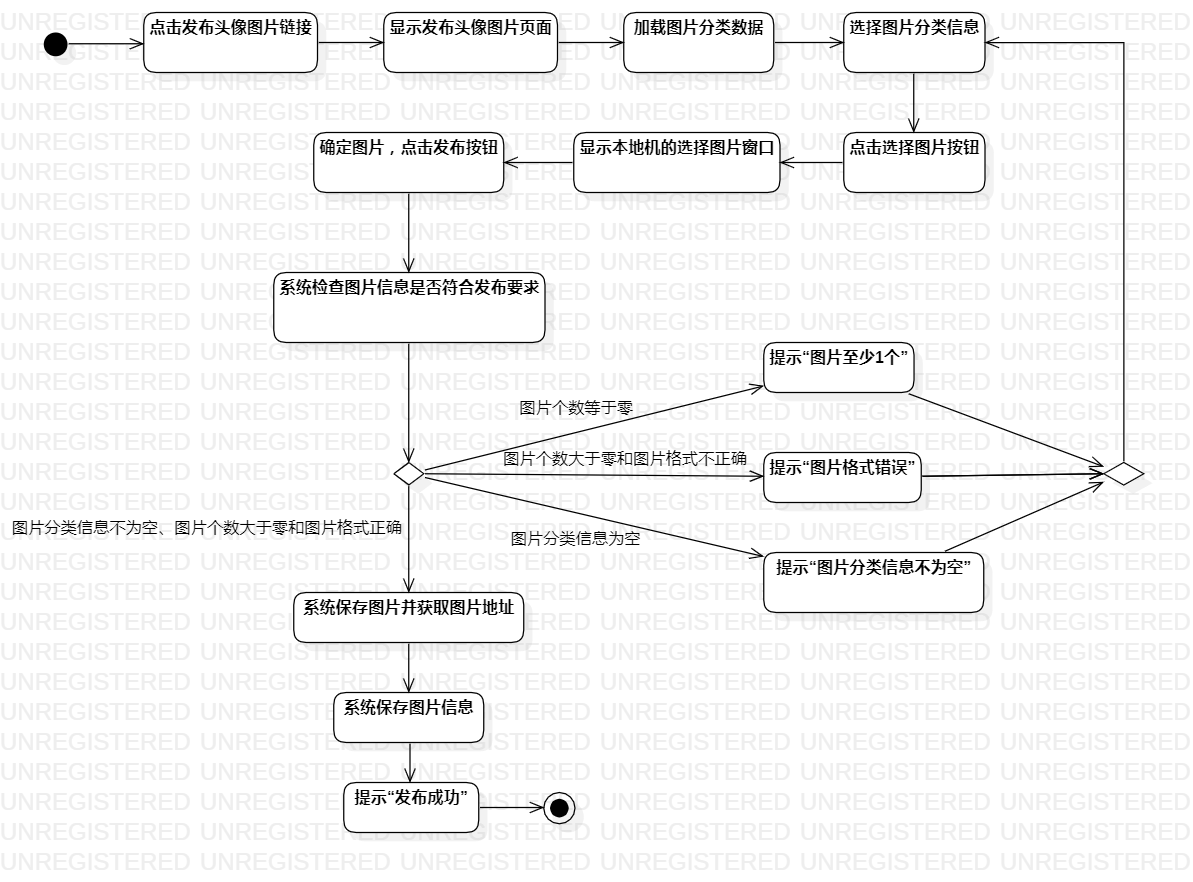 点击发布头像图片链接
显示发布头像图片页面
加载图片分类数据
选择图片分类信息
确定图片，点击发布按钮
显示本地机的选择图片窗口
点击选择图片按钮
系统检查图片信息是否符合发布要求
提示“图片至少1个”
图片个数等于零
图片个数大于零和图片格式不正确
提示“图片格式错误”
图片分类信息不为空、图片个数大于零和图片格式正确
图片分类信息为空
提示“图片分类信息不为空”
系统保存图片并获取图片地址
系统保存图片信息
提示“发布成功”
UNREGISTERED